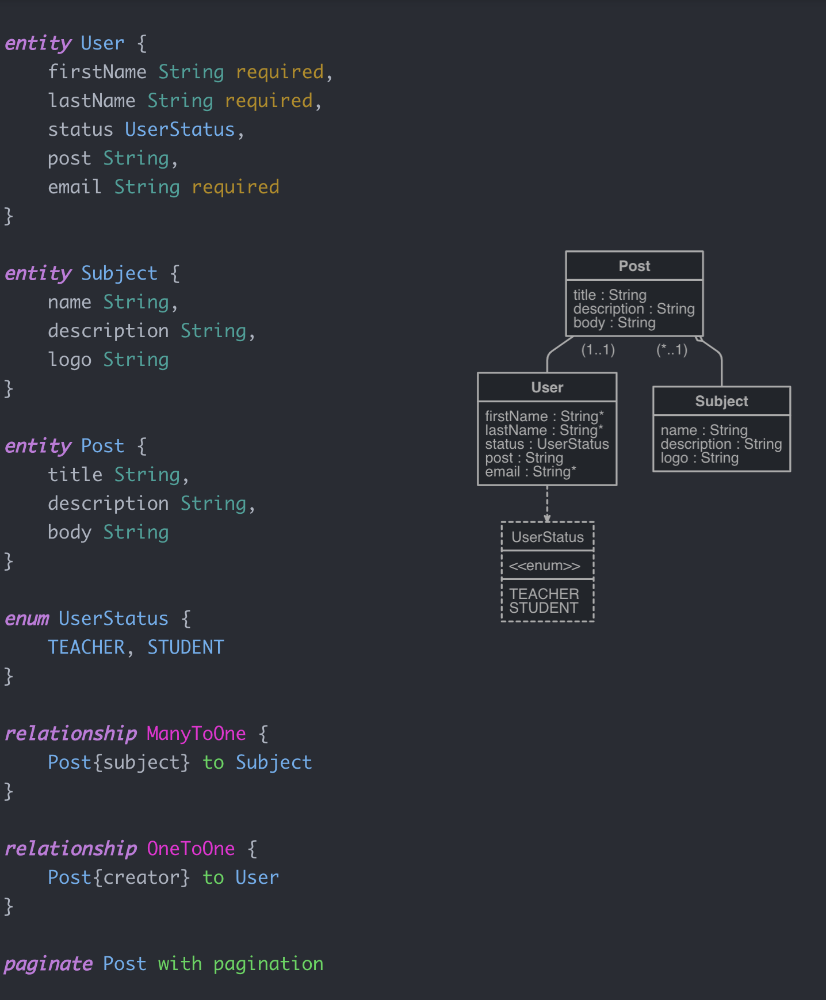 entity User {
    firstName String required,
    lastName String required,
    status UserStatus,
    post String,
    email String required
}
entity Subject {
    name String,
    description String,
    logo String
}
entity Post {
    title String,
    description String,
    body String
}
enum UserStatus {
    TEACHER, STUDENT
}
relationship ManyToOne {
    Post{subject} to Subject
}
relationship OneToOne {
    Post{creator} to User
}
paginate Post with pagination
Post
title : String
description : String
body : String
(1..1)
(*..1)
User
firstName : String*
lastName : String*
status : UserStatus
post : String
email : String*
Subject
name : String
description : String
logo : String
UserStatus
<<enum>>
TEACHER
STUDENT